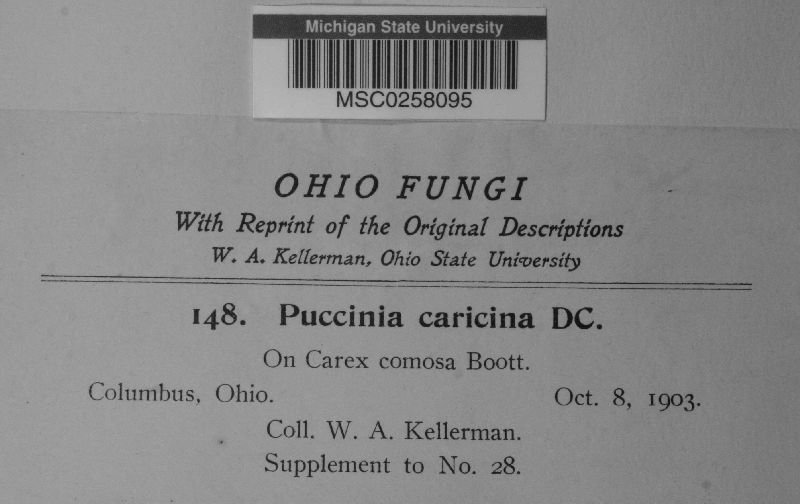 Michigan State University
MSC0258095
OHIO FUNGI
With Reprint of the Original Descriptions
W. A. Kellerman, Ohio State University
148. Puccinia caricina DC.
On Carex comosa Boott.
Columbus, Ohio. Oct. 8, 1903.
Coll. W. A. Kellerman.
Supplement to No. 28.